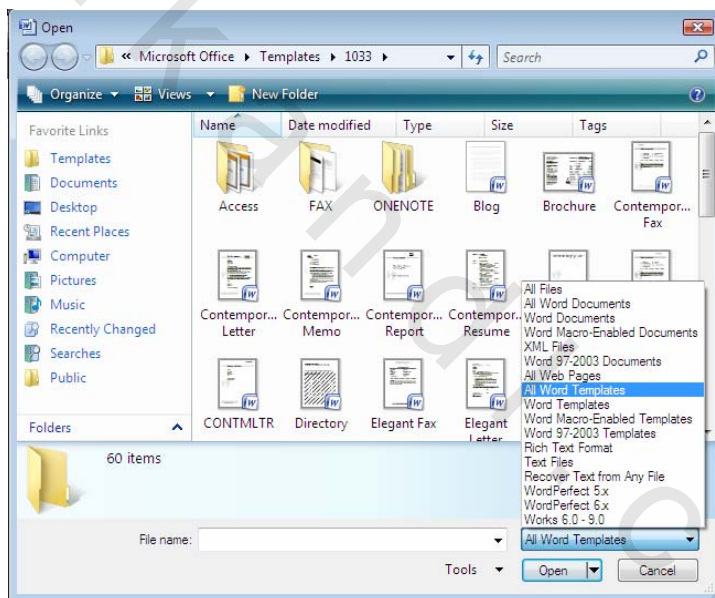 Open
« Microsoft Office ▸ Templates ▸ 1033 ▸
Search
Organize Views New Folder
Favorite Links
Templates
Documents
Desktop
Recent Places
Computer
Pictures
Music
Recently Changed
Searches
Public
Folders
Name Date modified Type Size Tags
Access FAX ONENOTE Blog Brochure Contempor...
Fax
Contempor... Contempor... Contempor... Contempor...
Letter Memo Report Resume
CONTMLTR Directory Elegant Fax Elegant
Letter
All Files
All Word Documents
Word Documents
Word Macro-Enabled Documents
XML Files
Word 97-2003 Documents
All Web Pages
All Word Templates
Word Templates
Word Macro-Enabled Templates
Word 97-2003 Templates
Rich Text Format
Text Files
Recover Text from Any File
WordPerfect 5.x
WordPerfect 6.x
Works 6.0 - 9.0
60 items
File name:
All Word Templates
Tools Open Cancel